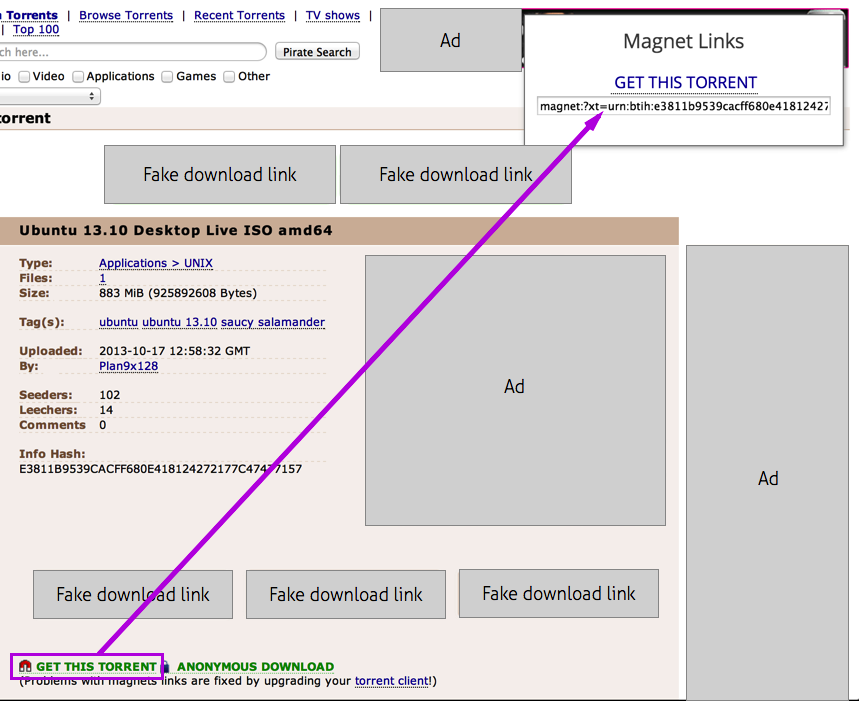 Torrents | Browse Torrents | Recent Torrents | TV shows |
| Top 100
ch here... Pirate Search
io Video Applications Games Other
torrent
Ad
Magnet Links
GET THIS TORRENT
magnet:?xt=urn:btih:e3811b9539cacff680e41812427
Fake download link Fake download link
Ubuntu 13.10 Desktop Live ISO amd64
Type: Applications > UNIX
Files: 1
Size: 883 MiB (925892608 Bytes)
Tag(s): ubuntu ubuntu 13.10 saucy salamander
Uploaded: 2013-10-17 12:58:32 GMT
By: Plan9x128
Seeders: 102
Leechers: 14
Comments 0
Info Hash:
E3811B9539CACFF680E418124272177C47427157
Ad
Ad
Fake download link Fake download link Fake download link
GET THIS TORRENT ANONYMOUS DOWNLOAD
(Problems with magnets links are fixed by upgrading your torrent client!)